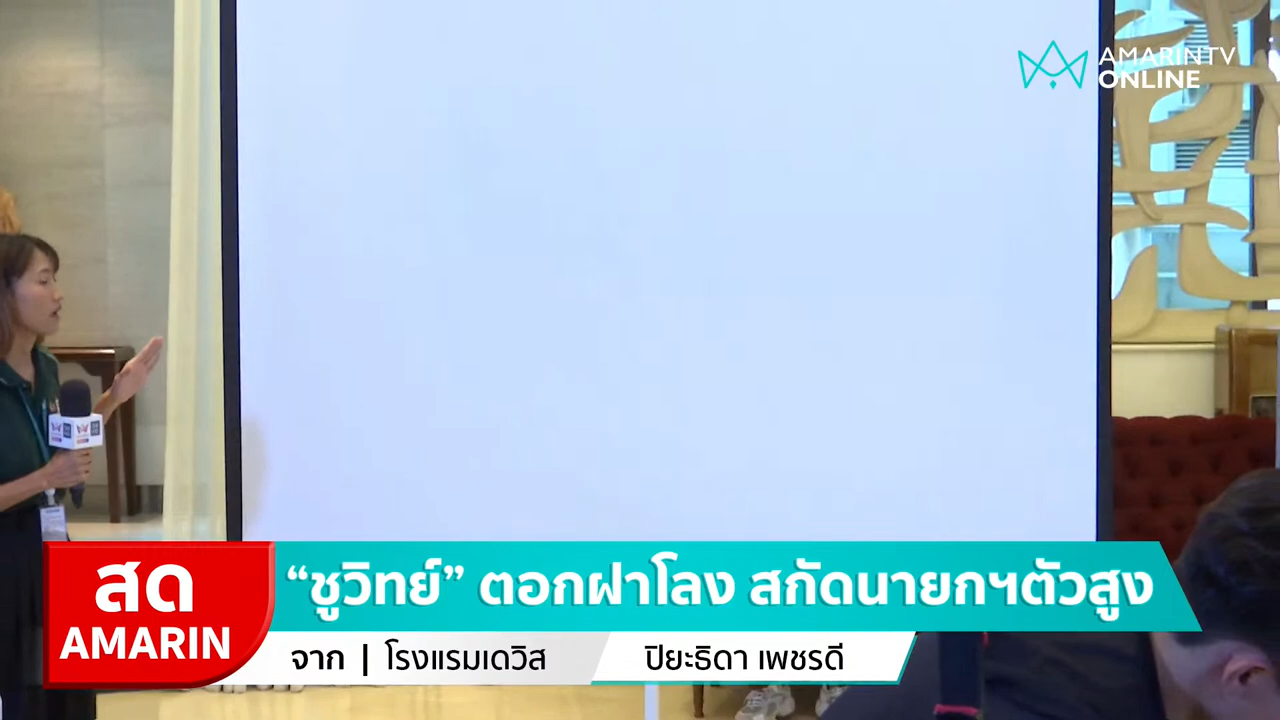 AMARINTV
ONLINE
สด
AMARIN
“ชูวิทย์” ตอกฝาโลง สกัดนายกฯตัวสูง
จาก | โรงแรมเดวิส
ปิยะธิดา เพชรดี